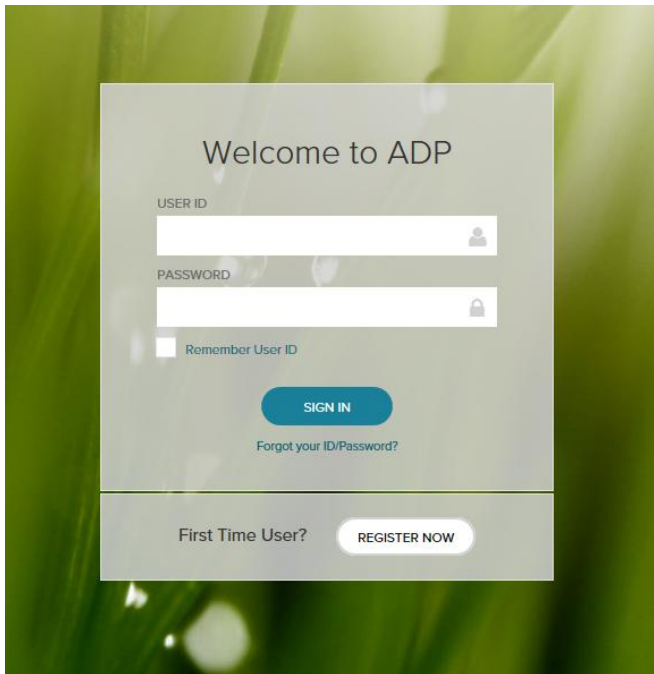 Welcome to ADP
USER ID
PASSWORD
Remember User ID
SIGN IN
Forgot your ID/Password?
First Time User? REGISTER NOW